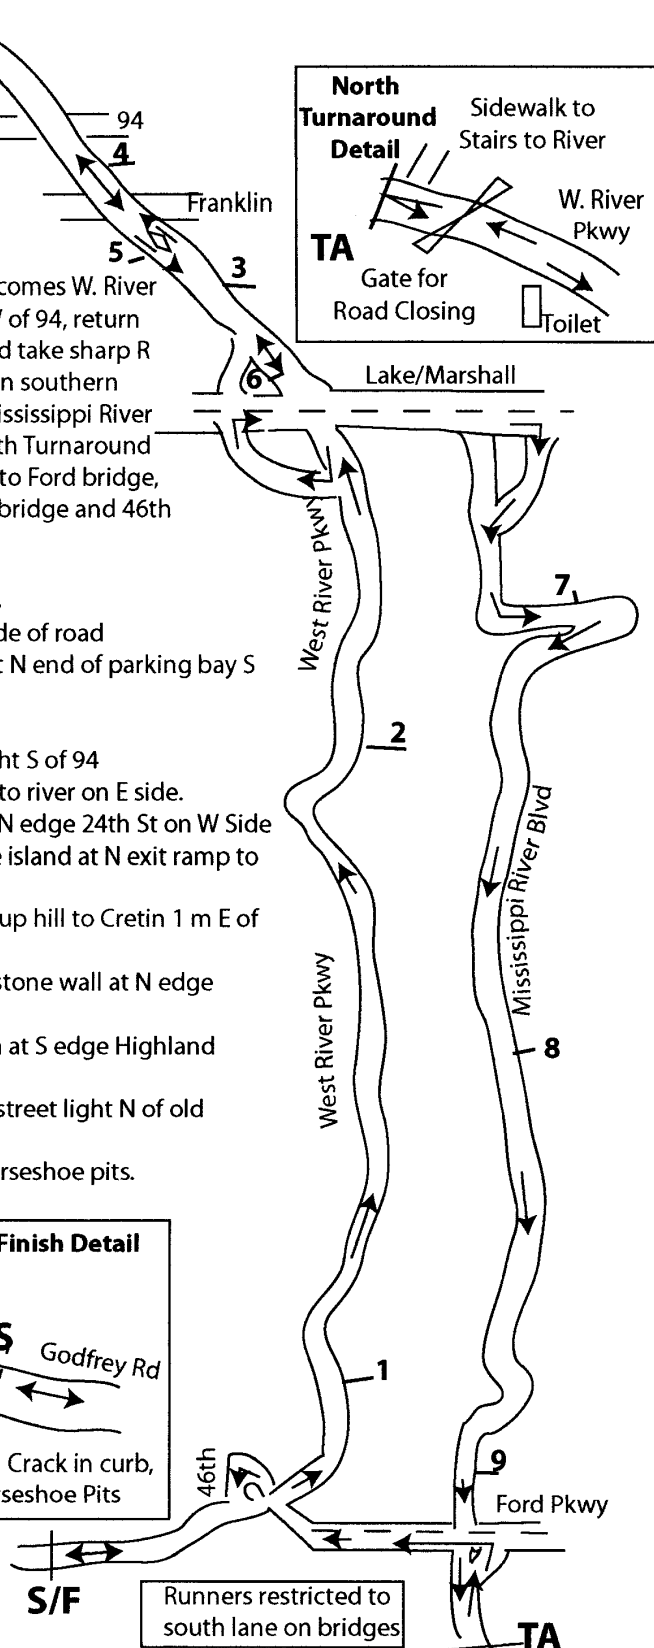 94
4
Franklin
5
3
North
Turnaround
Detail
Sidewalk to
Stairs to River
W. River
Pkwy
TA
Gate for
Road Closing
Toilet
comes W. River
of 94, return
d take sharp R
n southern
ississippi River
th Turnaround
to Ford bridge,
bridge and 46th
6
Lake/Marshall
West River Pkwy
7
de of road
t N end of parking bay S
2
ht S of 94
to river on E side.
N edge 24th St on W Side
e island at N exit ramp to
Mississippi River Blvd
up hill to Cretin 1 m E of
stone wall at N edge
West River Pkwy
8
at S edge Highland
street light N of old
rseshoe pits.
Finish Detail
S
Godfrey Rd
Crack in curb,
seshoe Pits
1
46th
9
Ford Pkwy
S/F
Runners restricted to
south lane on bridges
TA